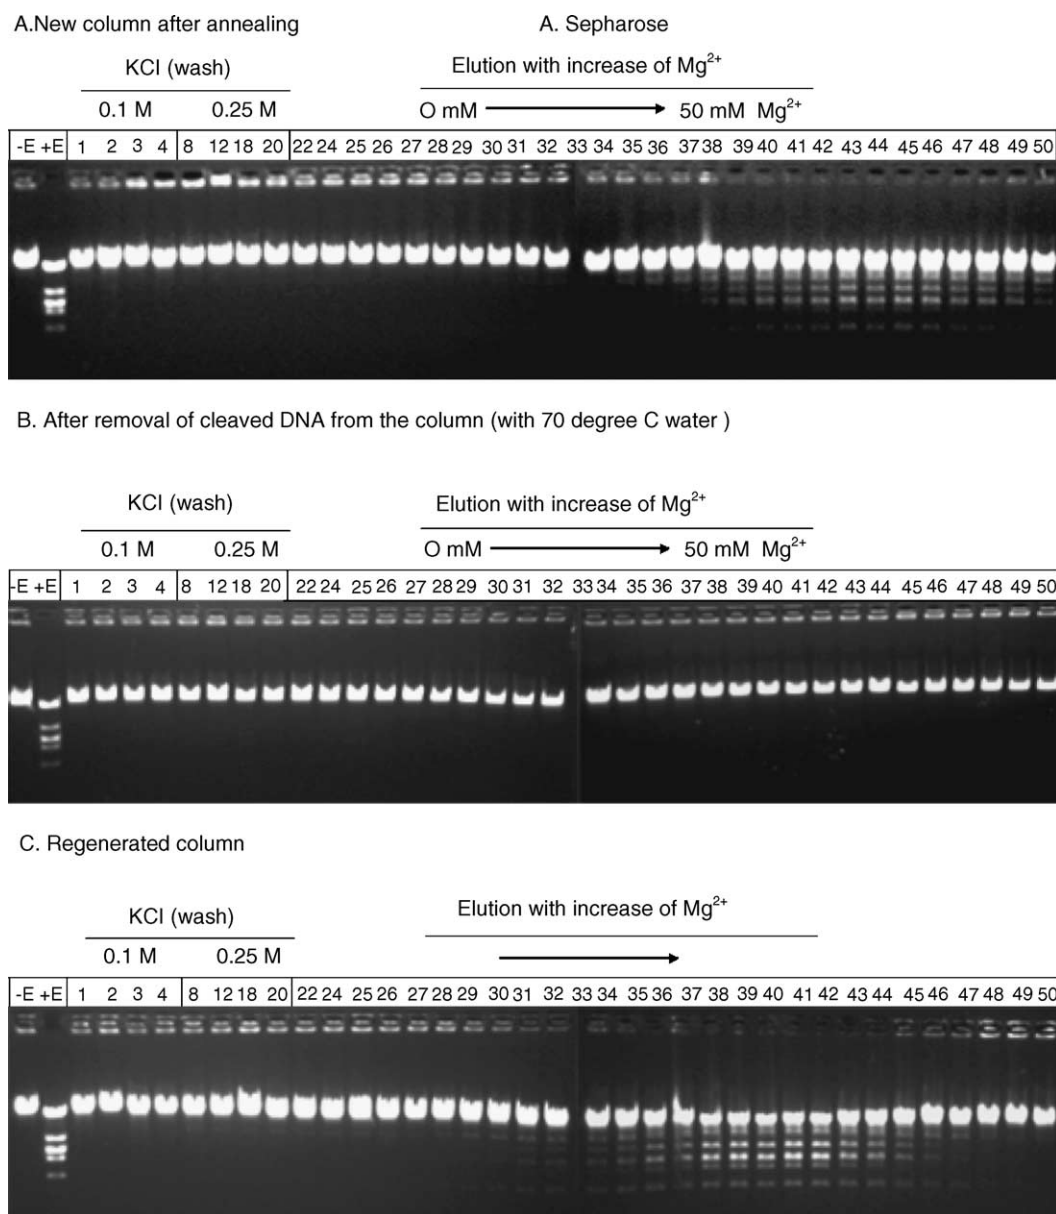 A.New column after annealing A. Sepharose
KCl (wash) Elution with increase of Mg²⁺
0.1 M 0.25 M O mM 50 mM Mg²⁺
-E +E 1 2 3 4 8 12 18 20 22 24 25 26 27 28 29 30 31 32 33 34 35 36 37 38 39 40 41 42 43 44 45 46 47 48 49 50
B. After removal of cleaved DNA from the column (with 70 degree C water )
KCl (wash) Elution with increase of Mg²⁺
0.1 M 0.25 M O mM 50 mM Mg²⁺
-E +E 1 2 3 4 8 12 18 20 22 24 25 26 27 28 29 30 31 32 33 34 35 36 37 38 39 40 41 42 43 44 45 46 47 48 49 50
C. Regenerated column
KCl (wash) Elution with increase of Mg²⁺
0.1 M 0.25 M
-E +E 1 2 3 4 8 12 18 20 22 24 25 26 27 28 29 30 31 32 33 34 35 36 37 38 39 40 41 42 43 44 45 46 47 48 49 50